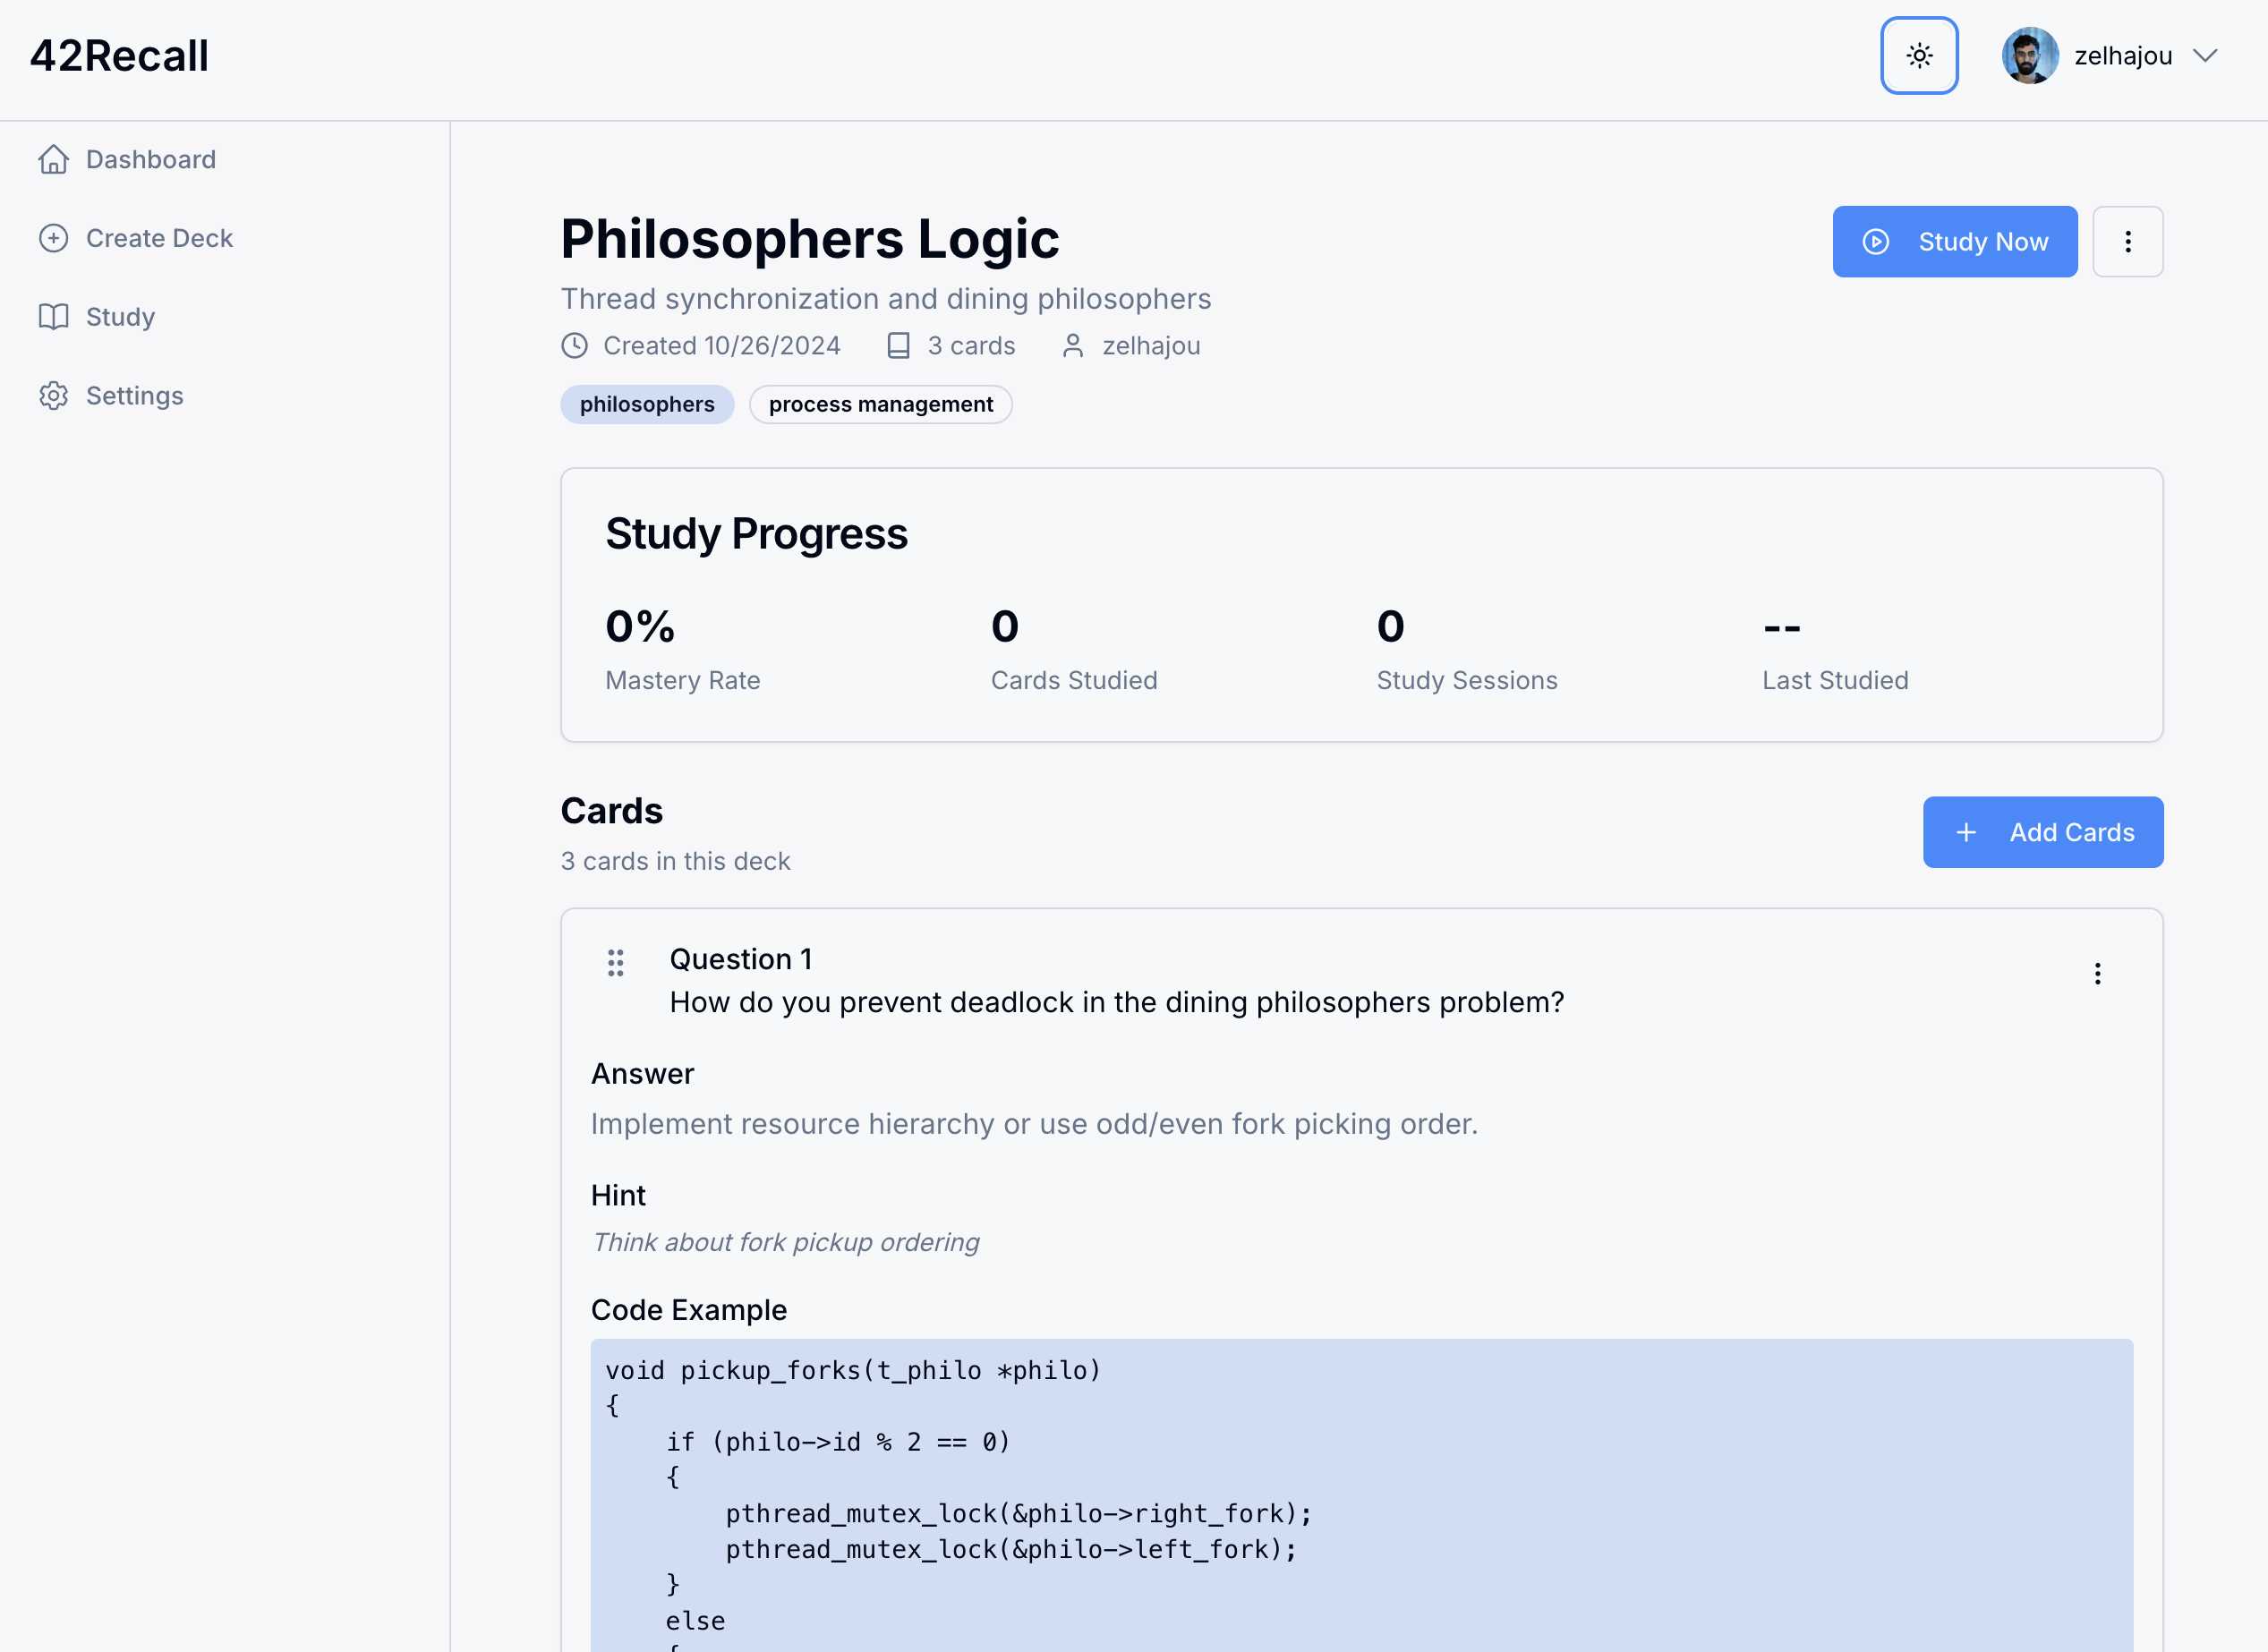 42Recall
zelhajou
Dashboard
Create Deck
Study
Settings
Philosophers Logic
Study Now
Thread synchronization and dining philosophers
Created 10/26/2024 3 cards zelhajou
philosophers process management
Study Progress
0% 0 0 --
Mastery Rate Cards Studied Study Sessions Last Studied
Cards
Add Cards
3 cards in this deck
Question 1
How do you prevent deadlock in the dining philosophers problem?
Answer
Implement resource hierarchy or use odd/even fork picking order.
Hint
Think about fork pickup ordering
Code Example
void pickup_forks(t_philo *philo)
{
    if (philo->id % 2 == 0)
    {
        pthread_mutex_lock(&philo->right_fork);
        pthread_mutex_lock(&philo->left_fork);
    }
    else
    {